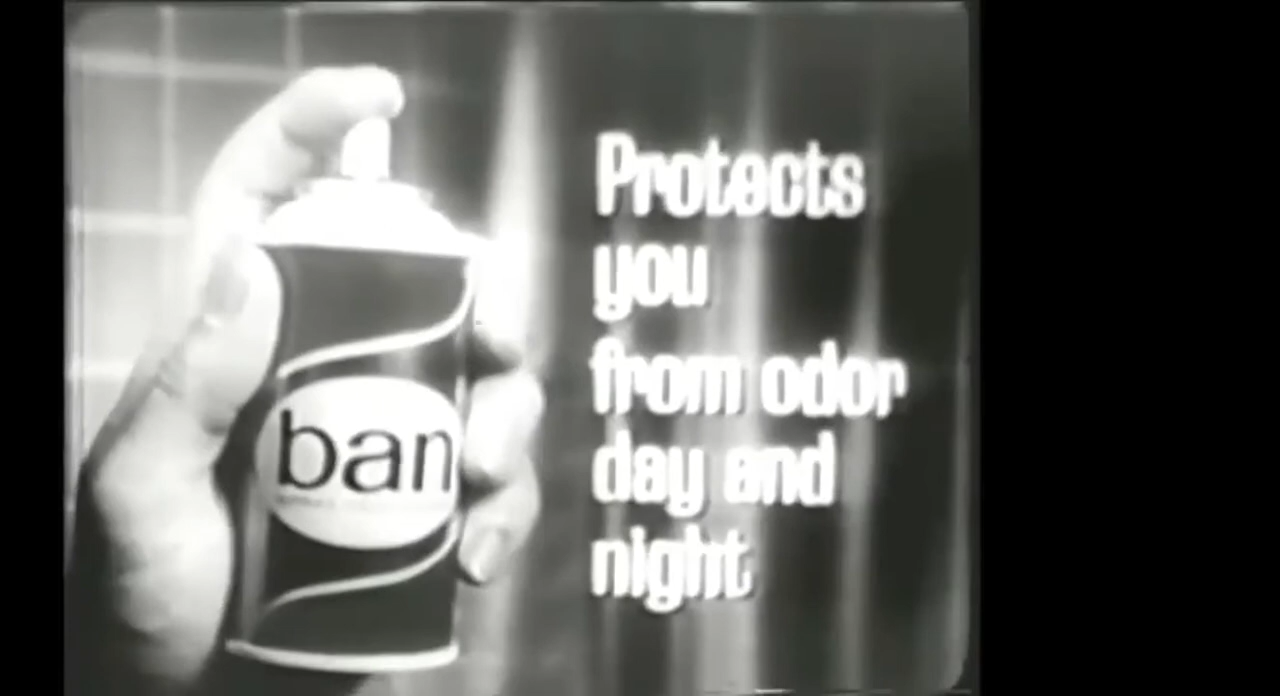 ban
Protects
you
from odor
day and
night